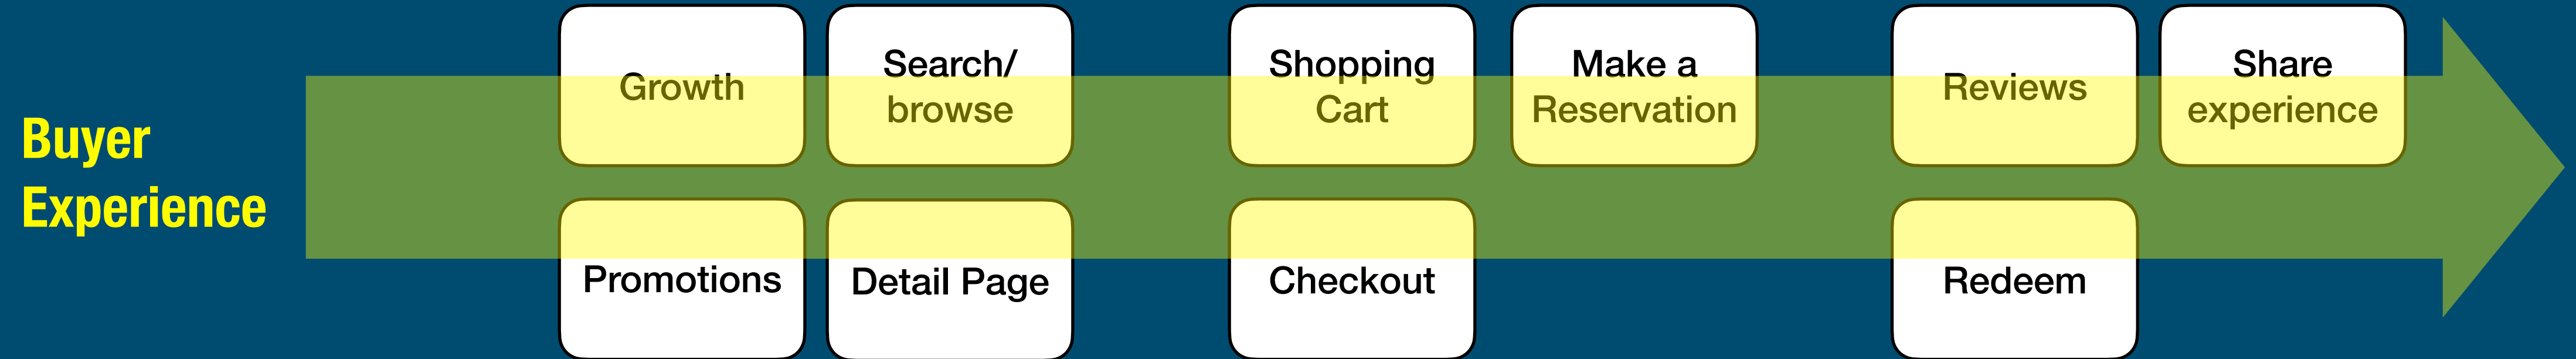 Buyer
Experience
Growth
Search/
browse
Shopping
Cart
Make a
Reservation
Reviews
Share
experience
Promotions
Detail Page
Checkout
Redeem